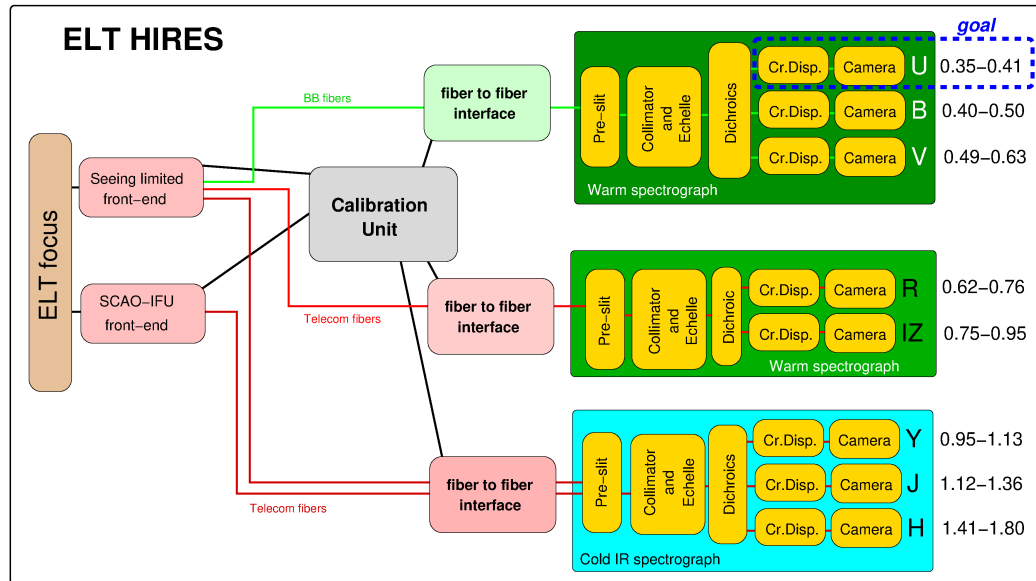 ELT HIRES
goal
BB fibers
fiber to fiber
interface
Pre−slit
Collimator
and
Echelle
Dichroics
Cr.Disp.
Camera
U
0.35−0.41
Cr.Disp.
Camera
B
0.40−0.50
Cr.Disp.
Camera
V
0.49−0.63
Warm spectrograph
ELT focus
Seeing limited
front−end
Calibration
Unit
SCAO−IFU
front−end
Telecom fibers
fiber to fiber
interface
Pre−slit
Collimator
and
Echelle
Dichroic
Cr.Disp.
Camera
R
0.62−0.76
Cr.Disp.
Camera
IZ
0.75−0.95
Warm spectrograph
Telecom fibers
fiber to fiber
interface
Pre−slit
Collimator
and
Echelle
Dichroics
Cr.Disp.
Camera
Y
0.95−1.13
Cr.Disp.
Camera
J
1.12−1.36
Cr.Disp.
Camera
H
1.41−1.80
Cold IR spectrograph